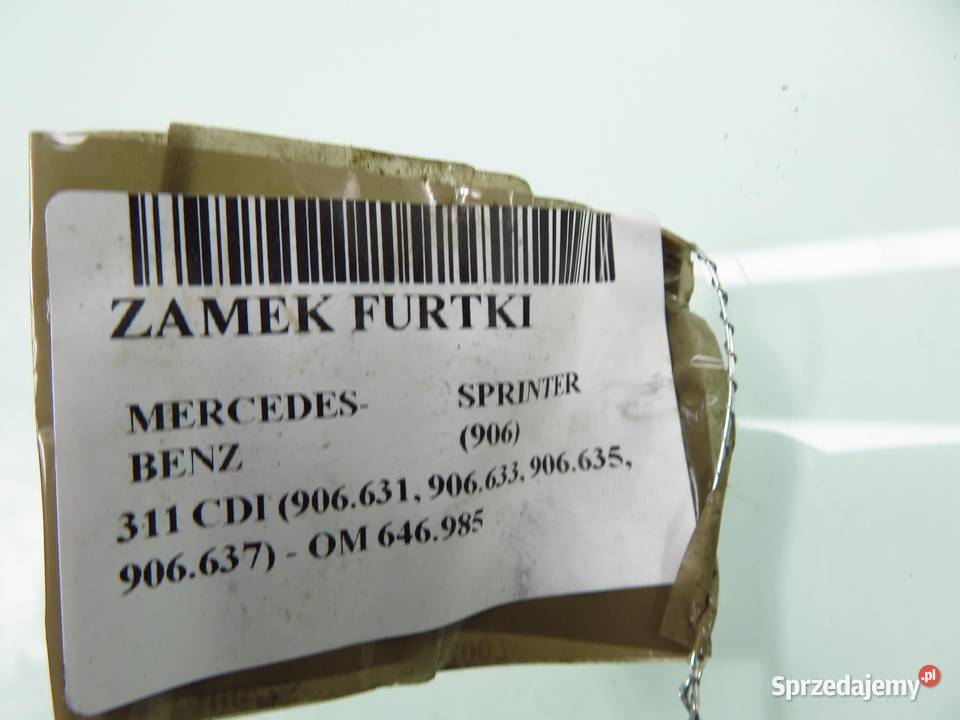 ZAMEK FURTKI
MERCEDES-
BENZ
SPRINTER
(906)
311 CDI (906.631, 906.633, 906.635,
906.637) - OM 646.985
Sprzedajemy.pl